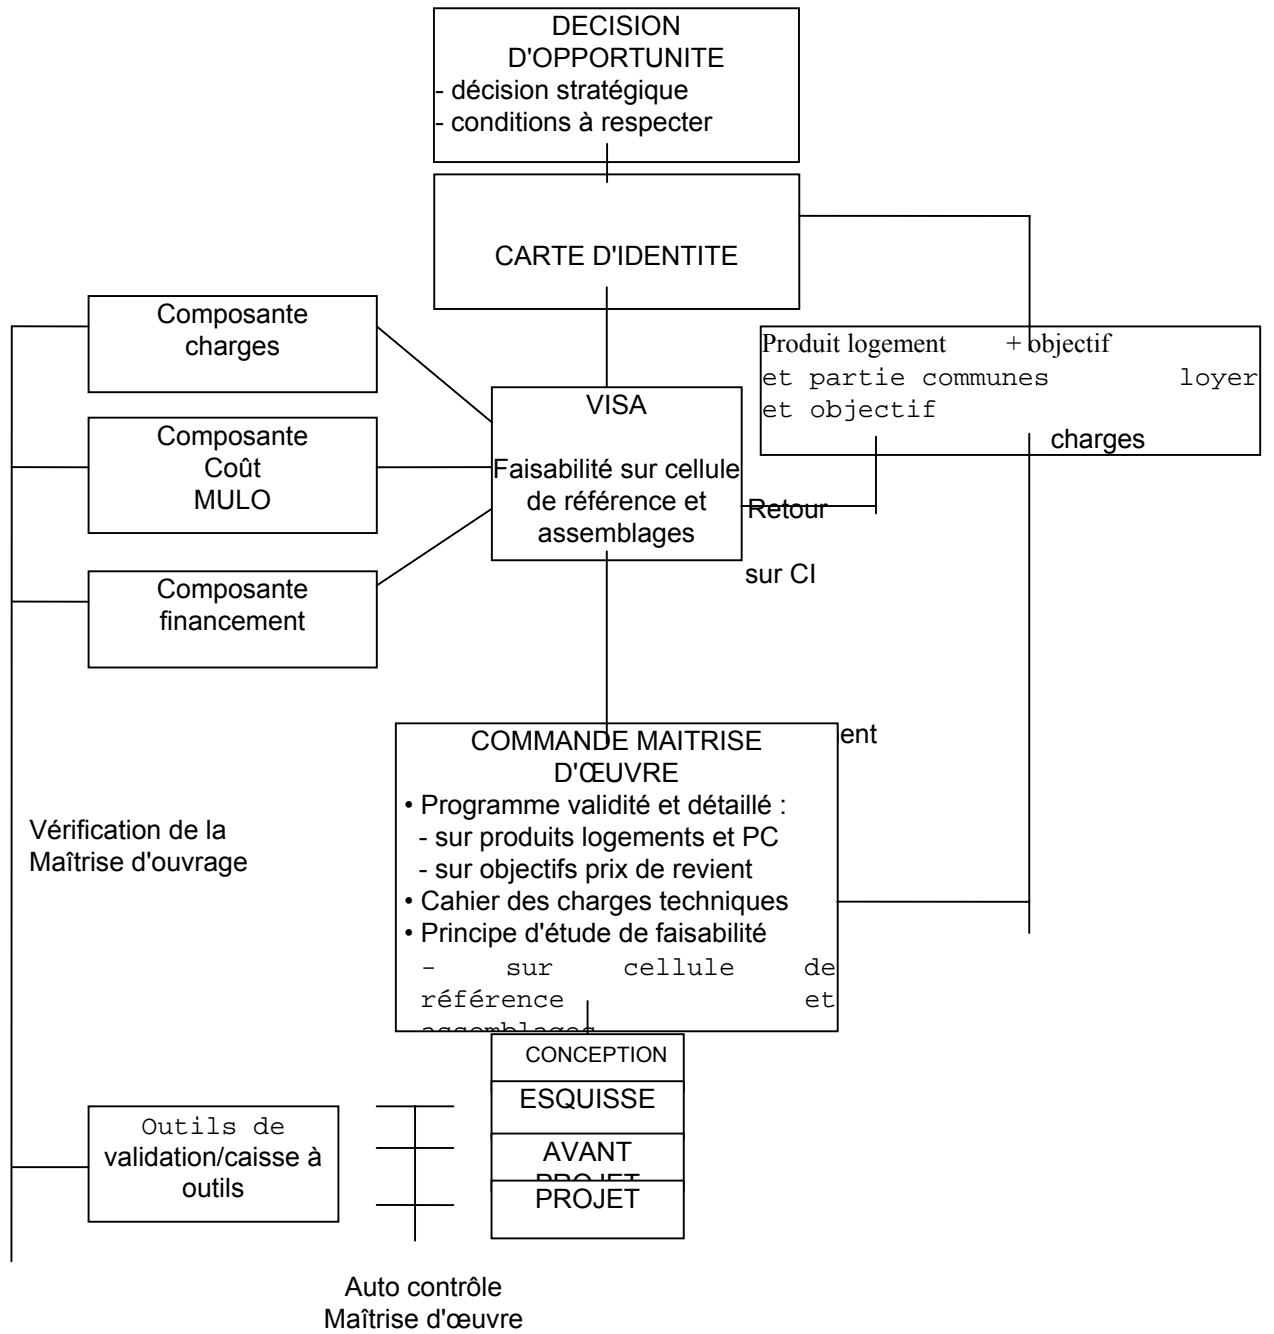 DECISION
D'OPPORTUNITE
- décision stratégique
- conditions à respecter
CARTE D'IDENTITE
Composante
charges
Produit logement + objectif
et partie communes loyer
et objectif
charges
VISA
Faisabilité sur cellule
de référence et
assemblages
Composante
Coût
MULO
Retour
sur CI
Composante
financement
ent
COMMANDE MAITRISE
D'ŒUVRE
• Programme validité et détaillé :
- sur produits logements et PC
- sur objectifs prix de revient
• Cahier des charges techniques
• Principe d'étude de faisabilité
- sur cellule de
référence et
assemblages
Vérification de la
Maîtrise d'ouvrage
CONCEPTION
ESQUISSE
AVANT
PROJET
PROJET
Outils de
validation/caisse à
outils
Auto contrôle
Maîtrise d'œuvre